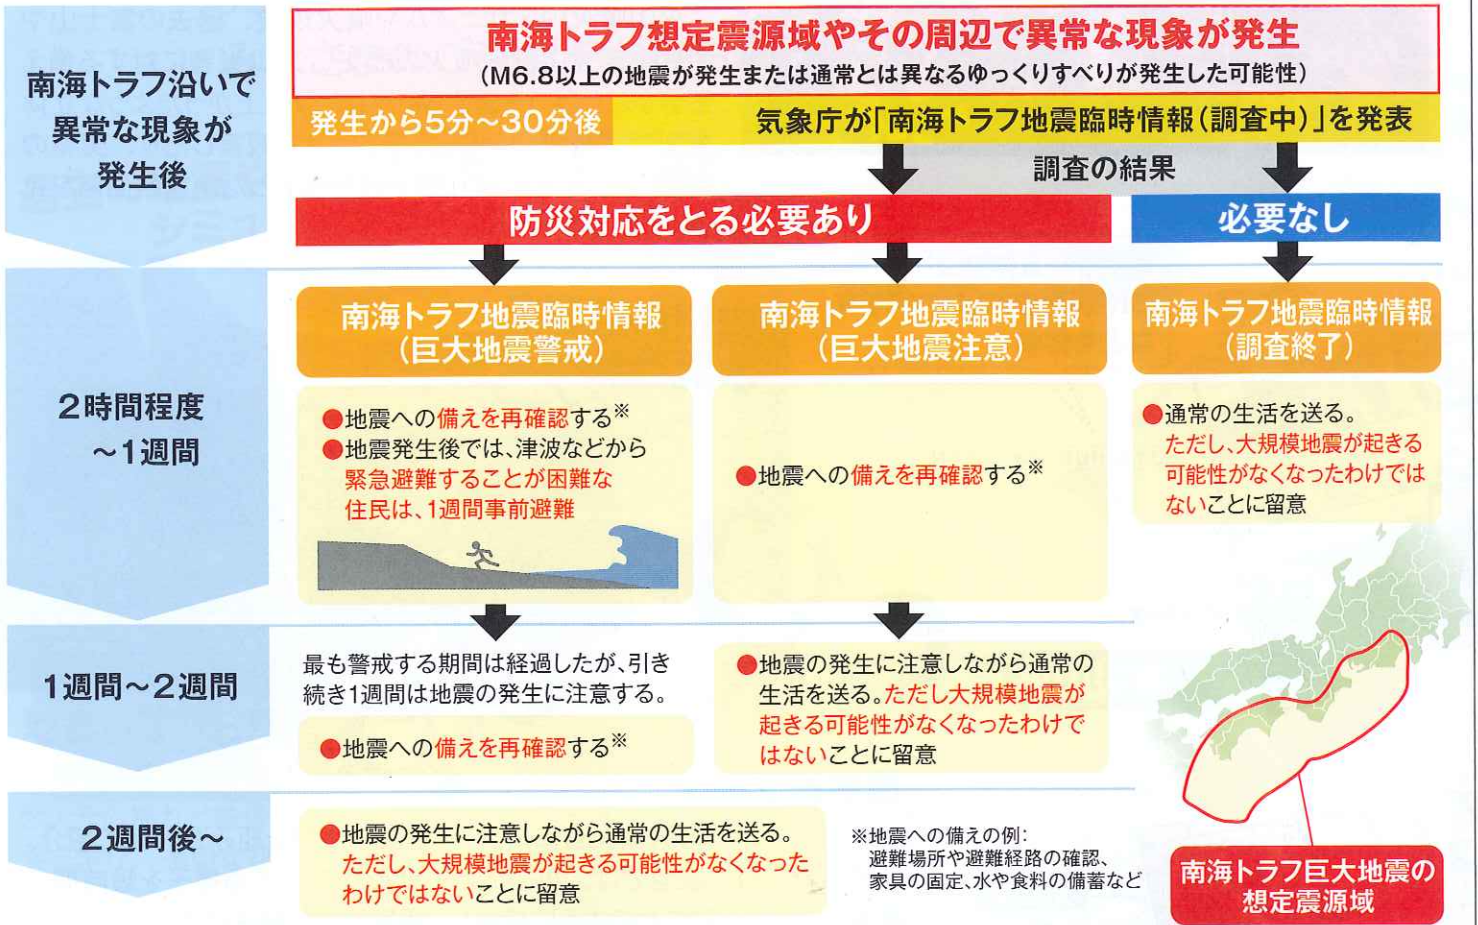 南海トラフ沿いで
異常な現象が
発生後
南海トラフ想定震源域やその周辺で異常な現象が発生
(M6.8以上の地震が発生または通常とは異なるゆっくりすべりが発生した可能性)
発生から5分～30分後
気象庁が「南海トラフ地震臨時情報(調査中)」を発表
調査の結果
防災対応をとる必要あり
必要なし
2時間程度
～1週間
南海トラフ地震臨時情報
(巨大地震警戒)
●地震への備えを再確認する※
●地震発生後では、津波などから
緊急避難することが困難な
住民は、1週間事前避難
南海トラフ地震臨時情報
(巨大地震注意)
●地震への備えを再確認する※
南海トラフ地震臨時情報
(調査終了)
●通常の生活を送る。
ただし、大規模地震が起きる
可能性がなくなったわけでは
ないことに留意
1週間～2週間
最も警戒する期間は経過したが、引き
続き1週間は地震の発生に注意する。
●地震への備えを再確認する※
●地震の発生に注意しながら通常の
生活を送る。ただし大規模地震が
起きる可能性がなくなったわけで
はないことに留意
2週間後～
●地震の発生に注意しながら通常の生活を送る。
ただし、大規模地震が起きる可能性がなくなった
わけではないことに留意
※地震への備えの例:
避難場所や避難経路の確認、
家具の固定、水や食料の備蓄など
南海トラフ巨大地震の
想定震源域